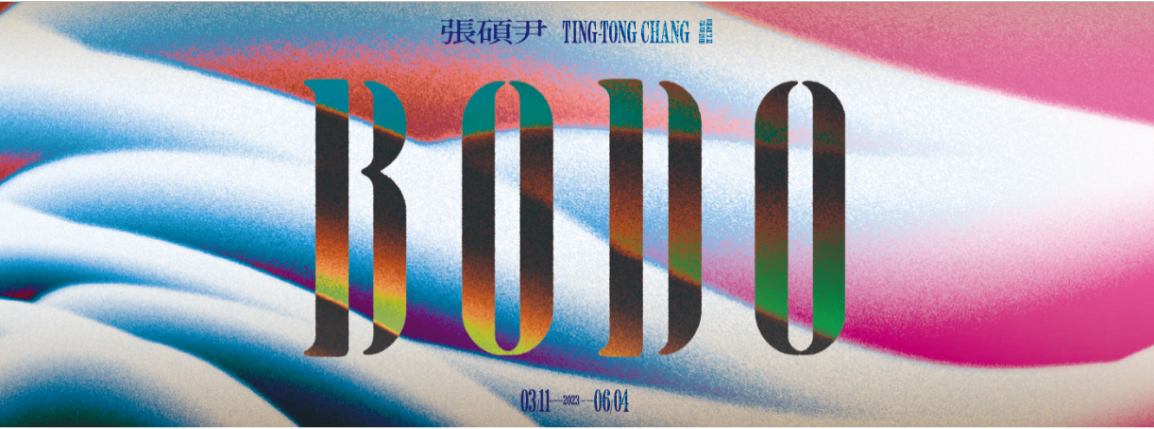 張碩尹 TING-TONG CHANG
BODO
03/11—2023—06/04